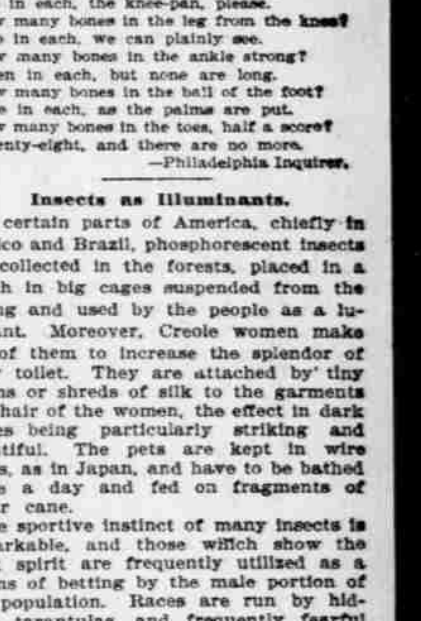 in each, the knee-pan, please.
many bones in the leg from the knee?
in each, we can plainly see.
many bones in the ankle strong?
en in each, but none are long.
many bones in the ball of the foot?
in each, as the palms are put.
many bones in the toes, half a score?
enty-eight, and there are no more.
—Philadelphia Inquirer.
Insects as Illuminants.
certain parts of America, chiefly in
ico and Brazil, phosphorescent insects
collected in the forests, placed in a
h in big cages suspended from the
ng and used by the people as a lu-
ant. Moreover, Creole women make
of them to increase the splendor of
toilet. They are attached by tiny
ns or shreds of silk to the garments
hair of the women, the effect in dark
es being particularly striking and
tiful. The pets are kept in wire
s, as in Japan, and have to be bathed
e a day and fed on fragments of
r cane.
e sportive instinct of many insects is
arkable, and those which show the
spirit are frequently utilized as a
ns of betting by the male portion of
population. Races are run by hid-
tarantulas and frequently fearful